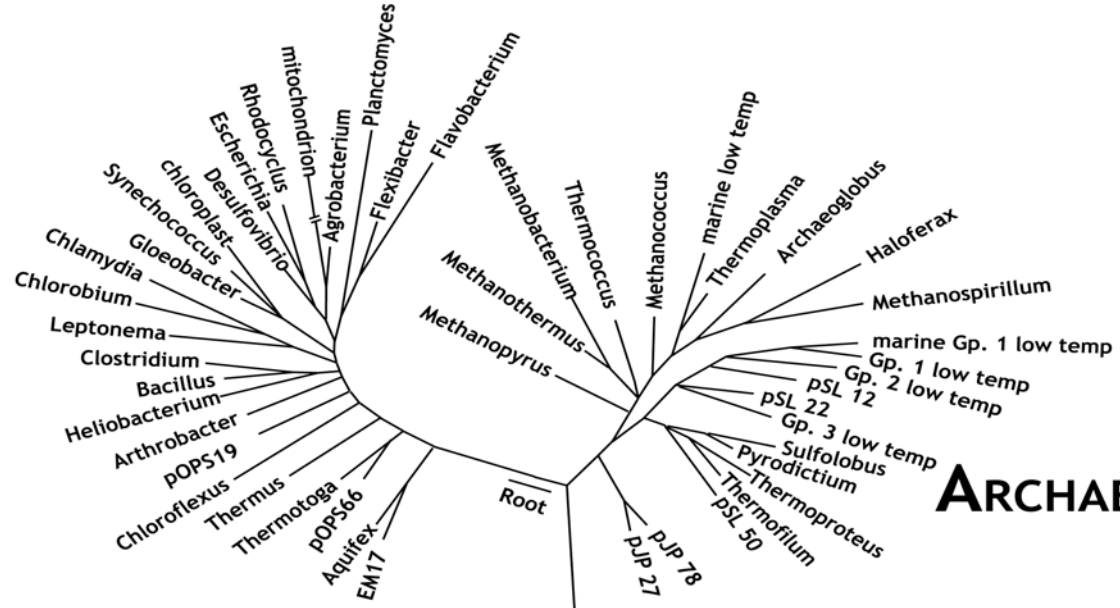 Planctomyces
Flavobacterium
mitochondrion
Rhodocyclus
Escherichia
Desulfovibrio
Agrobacterium
Flexibacter
chloroplast
Synechococcus
Gloeobacter
Chlamydia
Chlorobium
Leptonema
Clostridium
Bacillus
Heliobacterium
Arthrobacter
pOPS19
Chloroflexus
Thermus
Thermotoga
pOPS66
Aquifex
EM17
Root
Methanopyrus
Methanothermus
Methanobacterium
Thermococcus
Methanococcus
marine low temp
Thermoplasma
Archaeoglobus
Haloferax
Methanospirillum
marine Gp. 1 low temp
Gp. 1 low temp
Gp. 2 low temp
pSL 12
pSL 22
Gp. 3 low temp
Sulfolobus
Pyrodictium
Thermoproteus
Thermofilum
pSL 50
pJP 78
pJP 27
ARCHAE